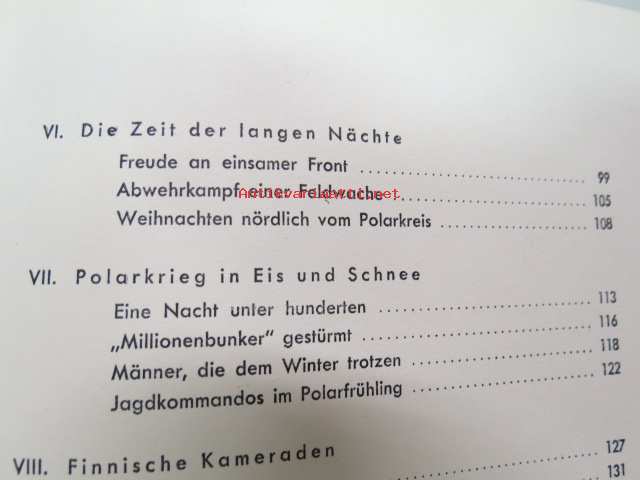 VI. Die Zeit der langen Nächte
Freude an einsamer Front 99
Abwehrkampf einer Feldwache 105
Weihnachten nördlich vom Polarkreis 108
VII. Polarkrieg in Eis und Schnee
Eine Nacht unter hunderten 113
„Millionenbunker" gestürmt 116
Männer, die dem Winter trotzen 118
Jagdkommandos im Polarfrühling 122
VIII. Finnische Kameraden 127
131